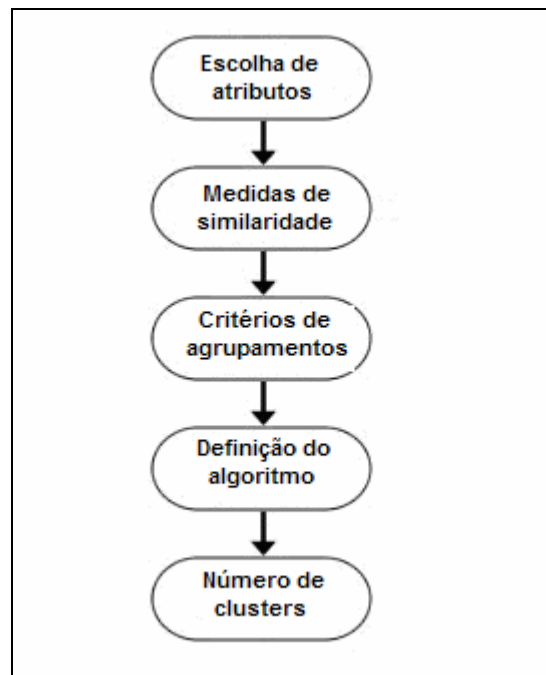 Escolha de
atributos
Medidas de
similaridade
Critérios de
agrupamentos
Definição do
algoritmo
Número de
clusters